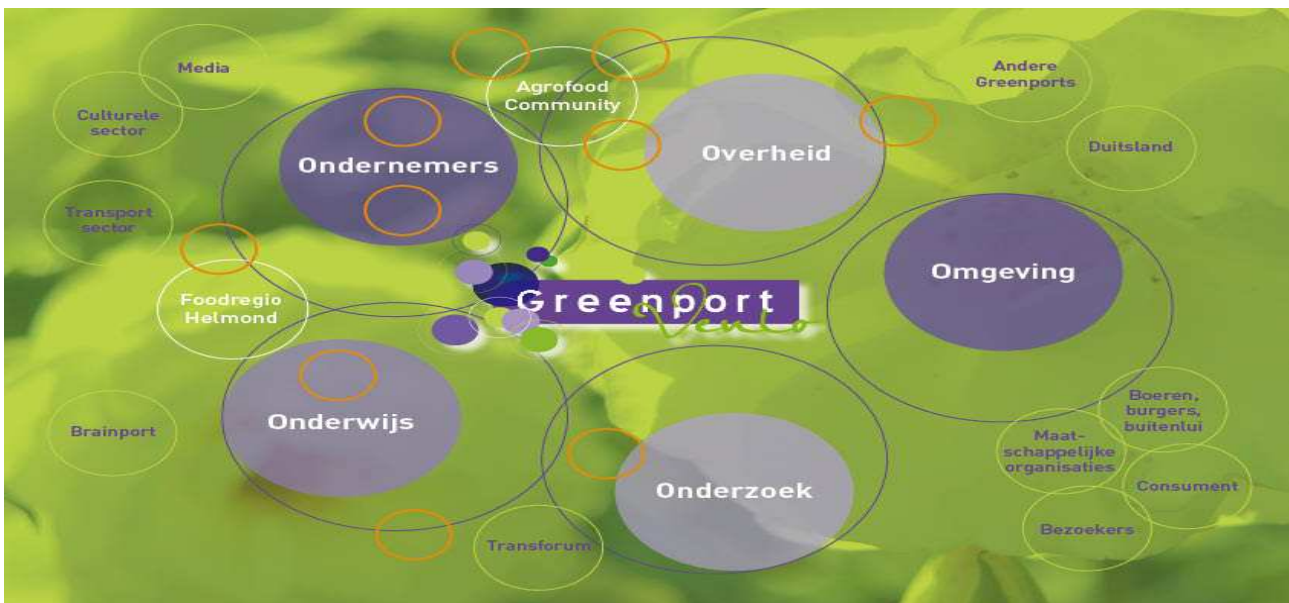 Media
Culturele
sector
Transport
sector
Ondernemers
Agrofood
Community
Overheid
Andere
Greenports
Duitsland
Omgeving
Foodregio
Helmond
Greenport
Venlo
Onderwijs
Brainport
Onderzoek
Transforum
Boeren,
burgers,
buitenlui
Maat-
schappelijke
organisaties
Consument
Bezoekers